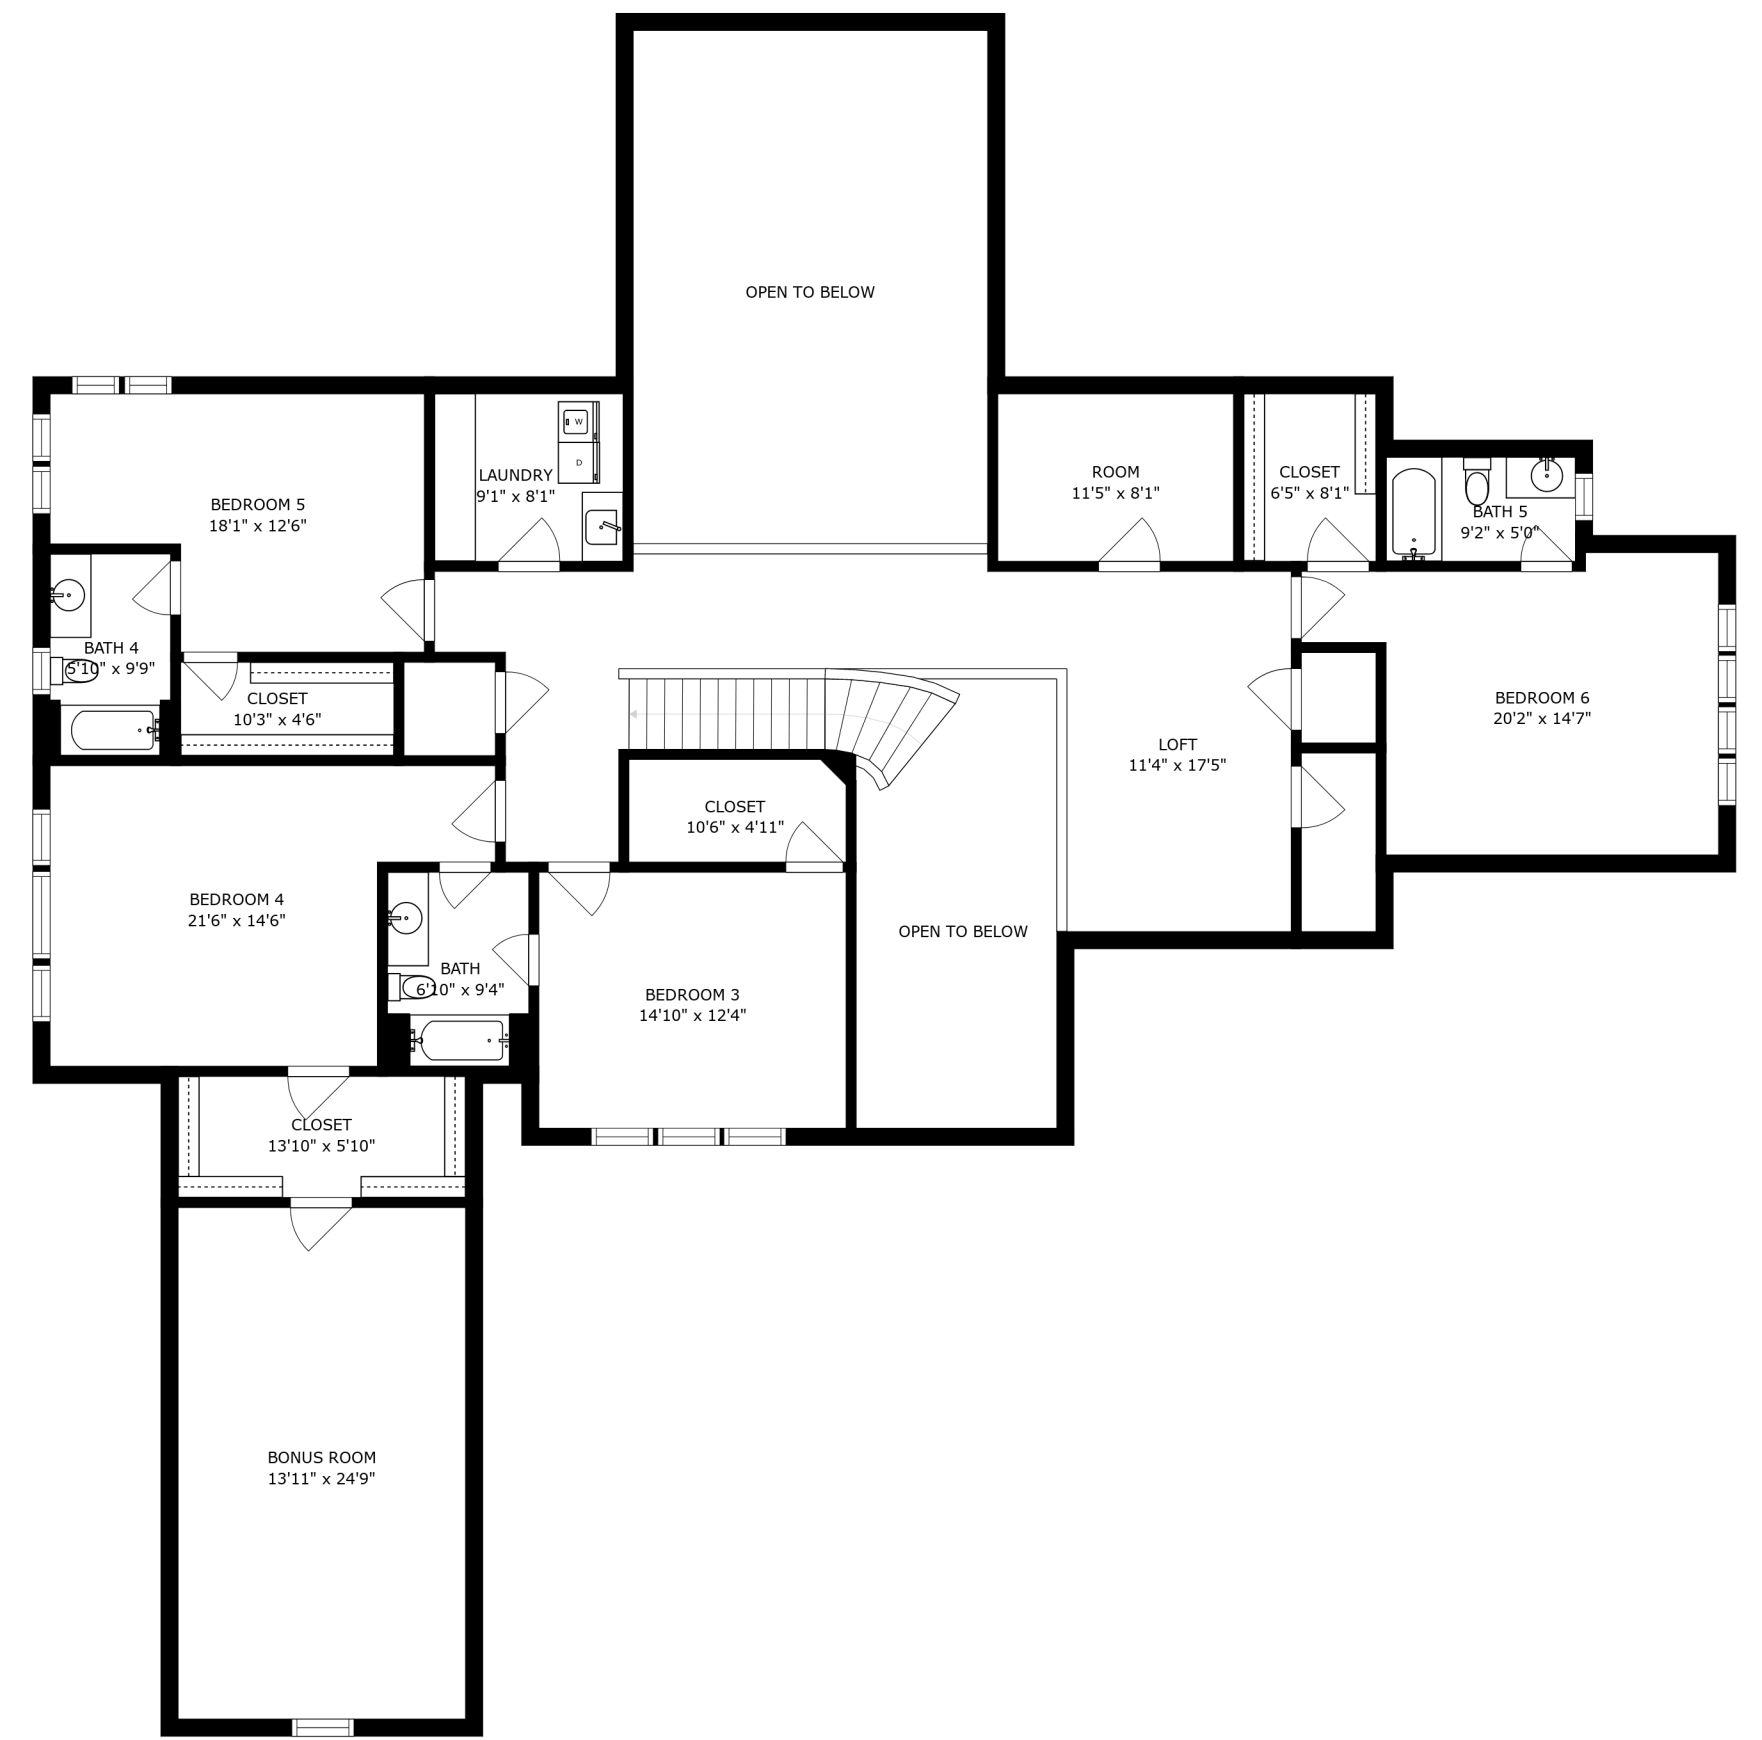 OPEN TO BELOW
W
D
LAUNDRY
9'1" x 8'1"
BEDROOM 5
18'1" x 12'6"
ROOM
11'5" x 8'1"
CLOSET
6'5" x 8'1"
BATH 5
9'2" x 5'0"
BATH 4
5'10" x 9'9"
CLOSET
10'3" x 4'6"
BEDROOM 6
20'2" x 14'7"
LOFT
11'4" x 17'5"
CLOSET
10'6" x 4'11"
BEDROOM 4
21'6" x 14'6"
OPEN TO BELOW
BATH
6'10" x 9'4"
BEDROOM 3
14'10" x 12'4"
CLOSET
13'10" x 5'10"
BONUS ROOM
13'11" x 24'9"